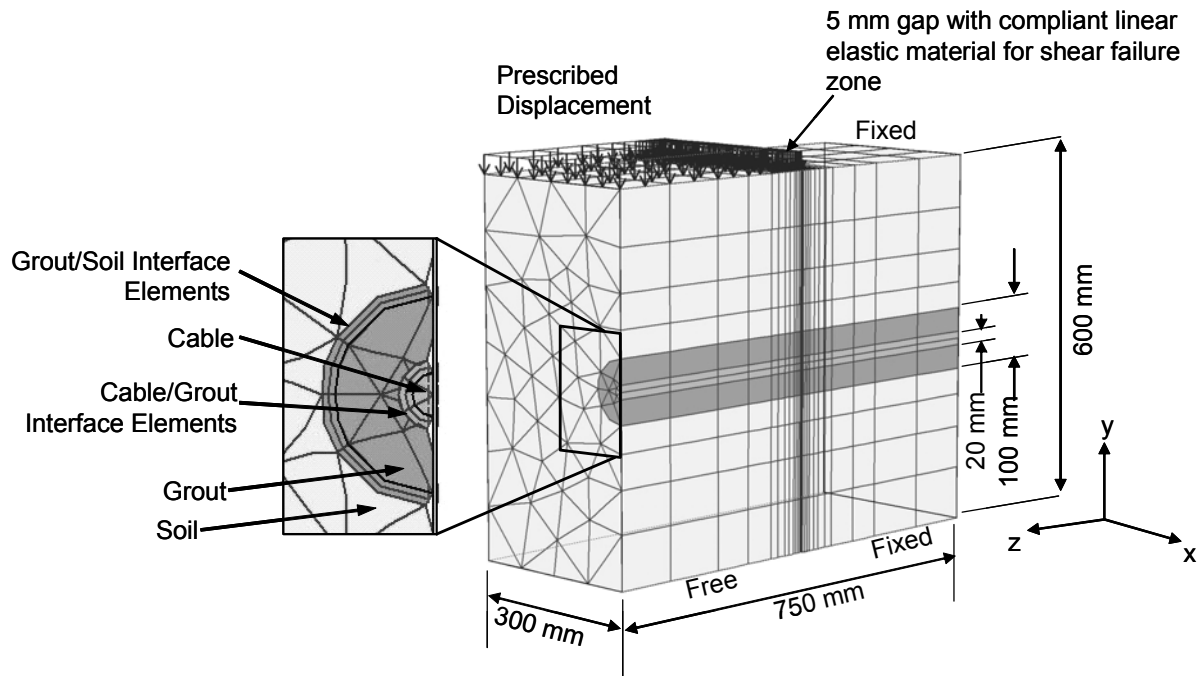 5 mm gap with compliant linear
elastic material for shear failure
zone
Prescribed
Displacement
Fixed
Grout/Soil Interface
Elements
Cable
Cable/Grout
Interface Elements
Grout
Soil
600 mm
20 mm
100 mm
y
z
x
Fixed
Free
750 mm
300 mm